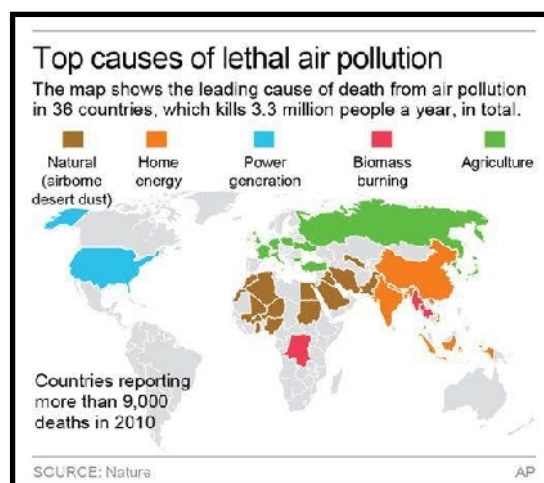 Top causes of lethal air pollution
The map shows the leading cause of death from air pollution
in 36 countries, which kills 3.3 million people a year, in total.
Natural
(airborne
desert dust)
Home
energy
Power
generation
Biomass
burning
Agriculture
Countries reporting
more than 9,000
deaths in 2010
SOURCE: Nature
AP